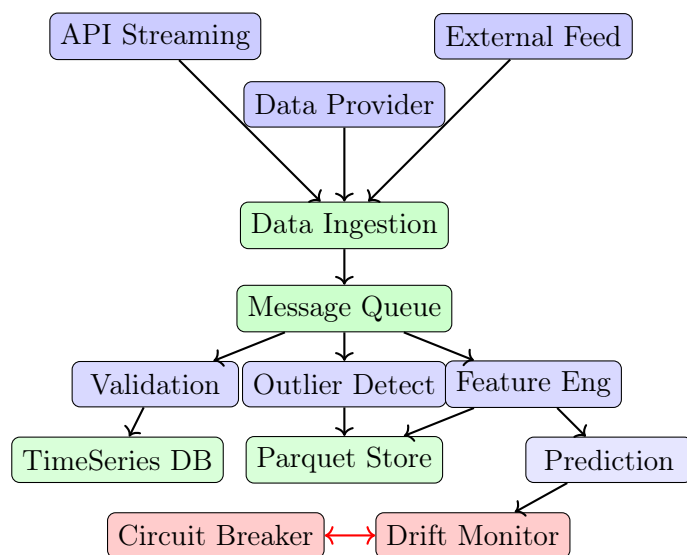 API Streaming
External Feed
Data Provider
Data Ingestion
Message Queue
Validation
Outlier Detect
Feature Eng
TimeSeries DB
Parquet Store
Prediction
Circuit Breaker
Drift Monitor